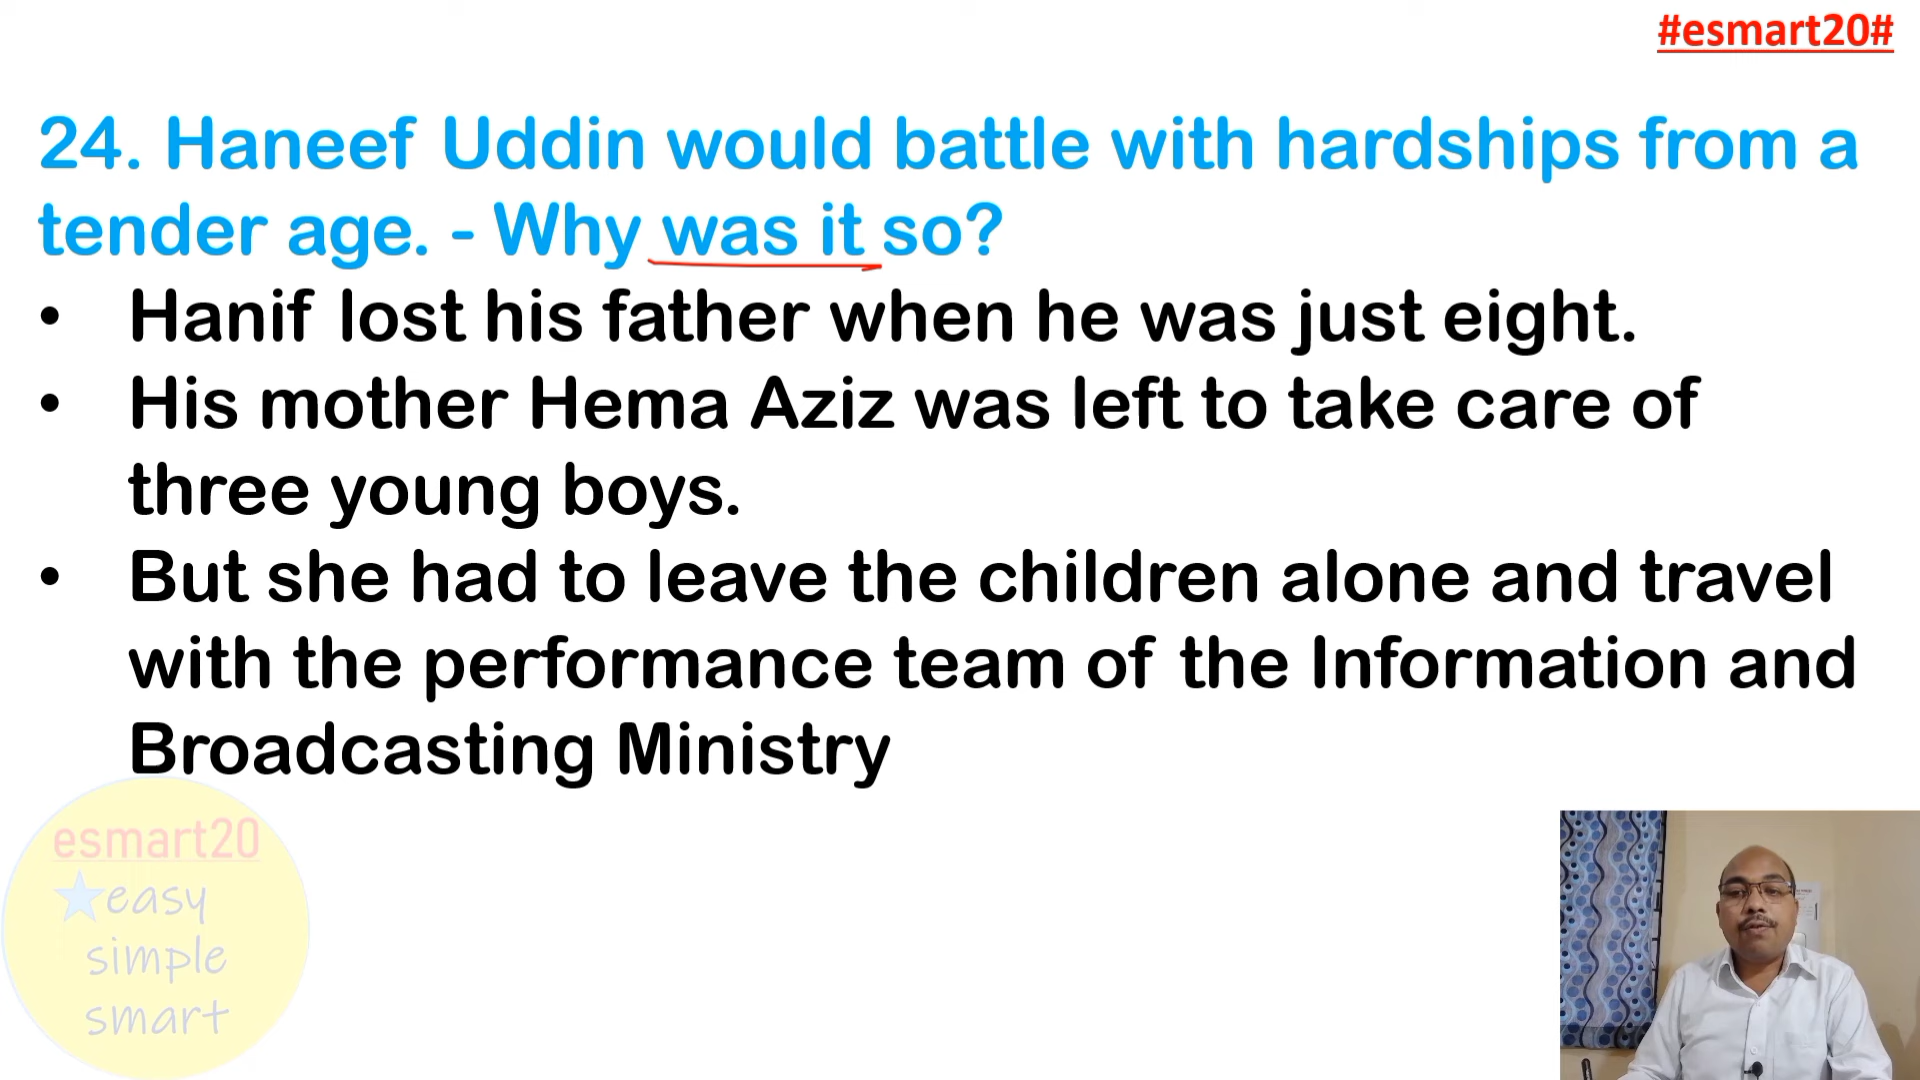 #esmart20#
24. Haneef Uddin would battle with hardships from a
tender age. - Why was it so?
• Hanif lost his father when he was just eight.
• His mother Hema Aziz was left to take care of
three young boys.
• But she had to leave the children alone and travel
with the performance team of the Information and
Broadcasting Ministry
esmart20
easy
simple
smart